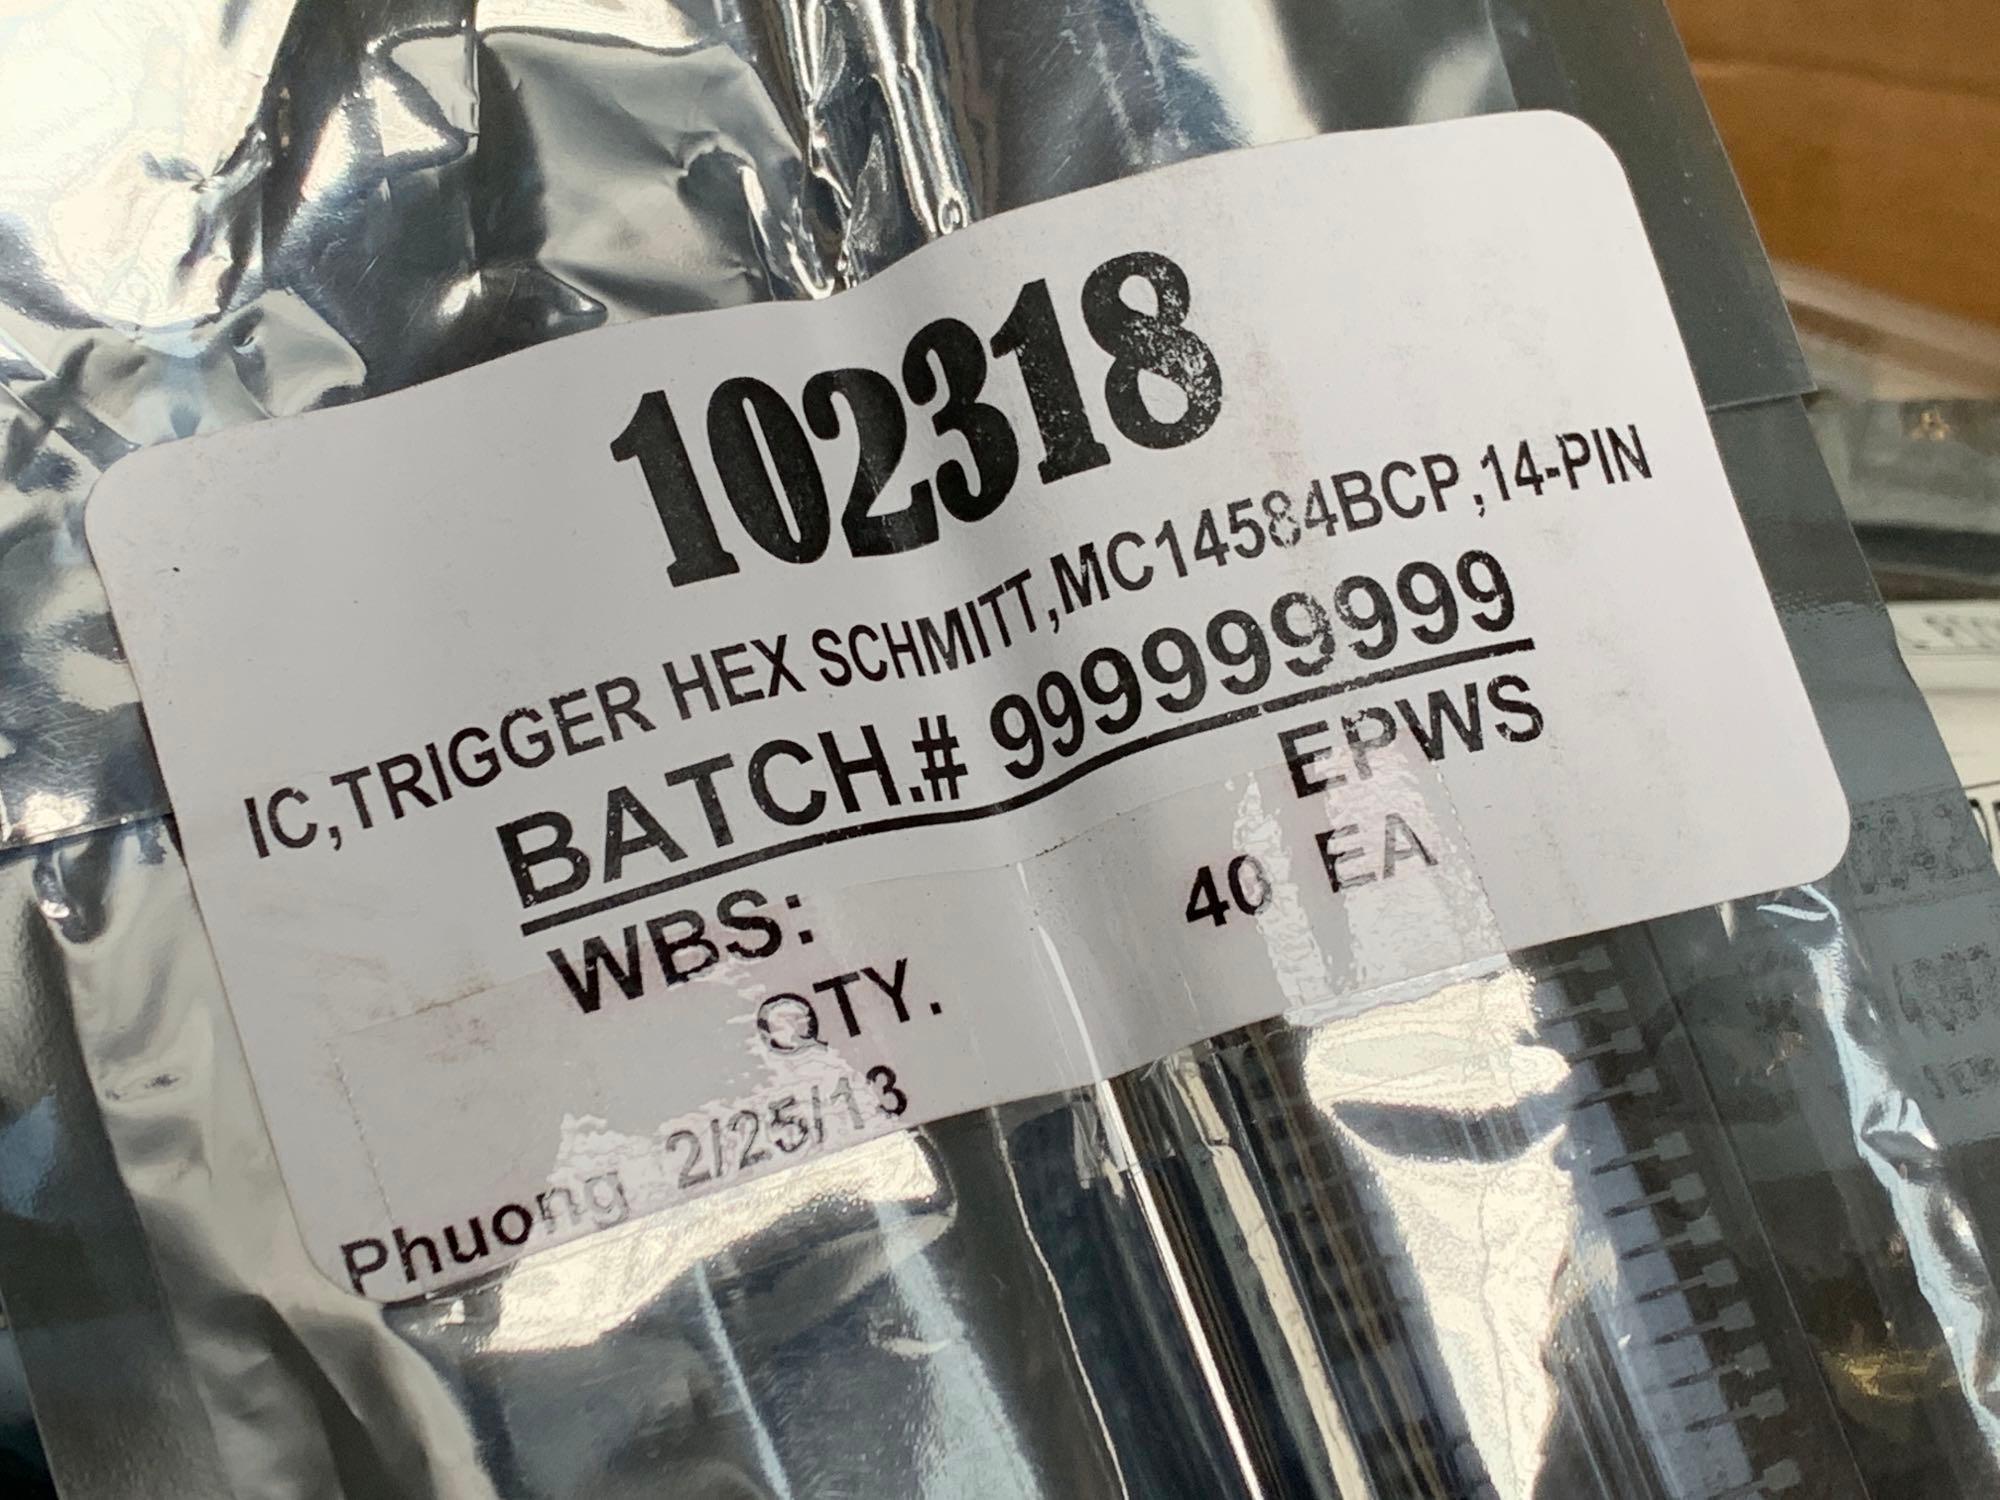 102318
IC,TRIGGER HEX SCHMITT,MC14584BCP,14-PIN
BATCH.# 999999999
WBS: EPWS
QTY. 40 EA
Phuong 2/25/13